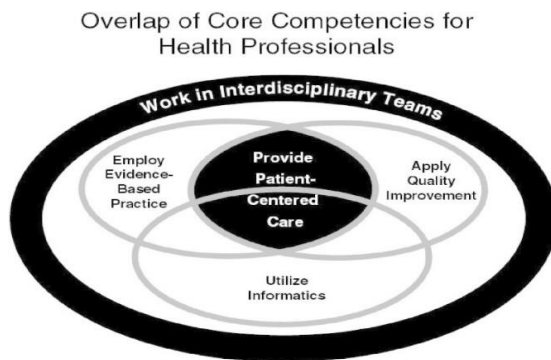 Overlap of Core Competencies for
Health Professionals
Work in Interdisciplinary Teams
Employ
Evidence-
Based
Practice
Provide
Patient-
Centered
Care
Apply
Quality
Improvement
Utilize
Informatics